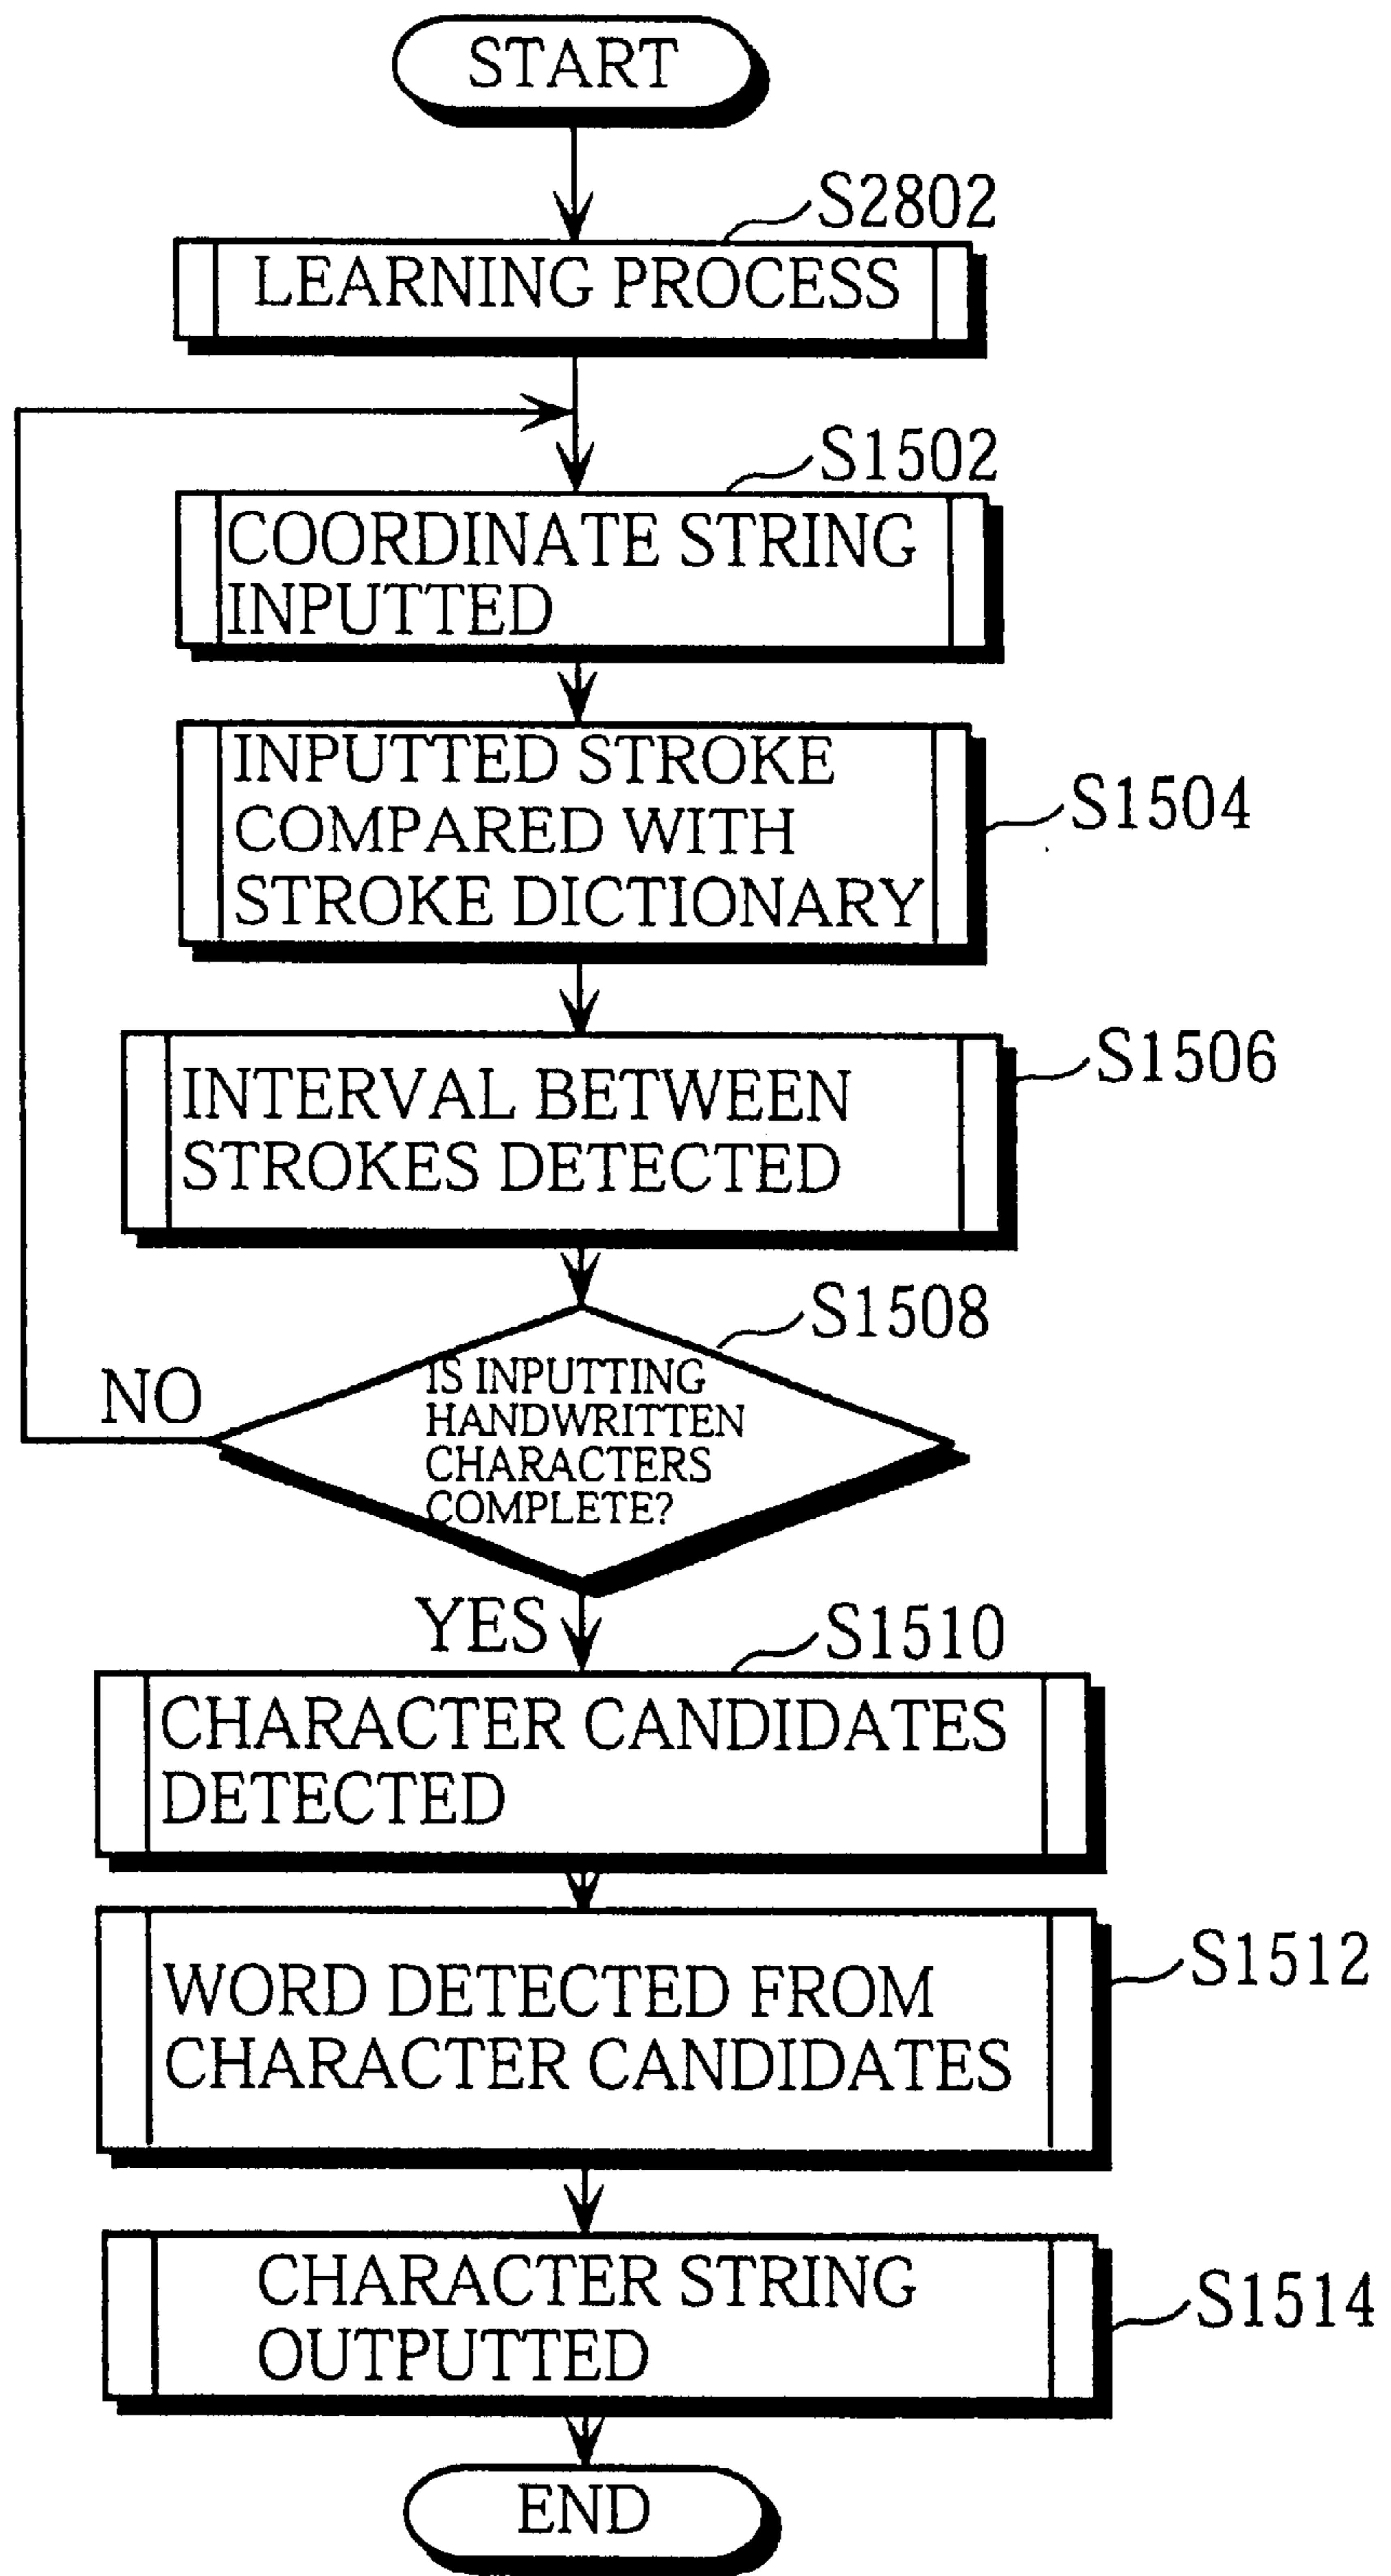 START
S2802
LEARNING PROCESS
S1502
COORDINATE STRING
INPUTTED
INPUTTED STROKE
COMPARED WITH
STROKE DICTIONARY
S1504
INTERVAL BETWEEN
STROKES DETECTED
S1506
S1508
IS INPUTTING
HANDWRITTEN
CHARACTERS
COMPLETE?
NO
YES
S1510
CHARACTER CANDIDATES
DETECTED
WORD DETECTED FROM
CHARACTER CANDIDATES
S1512
CHARACTER STRING
OUTPUTTED
S1514
END